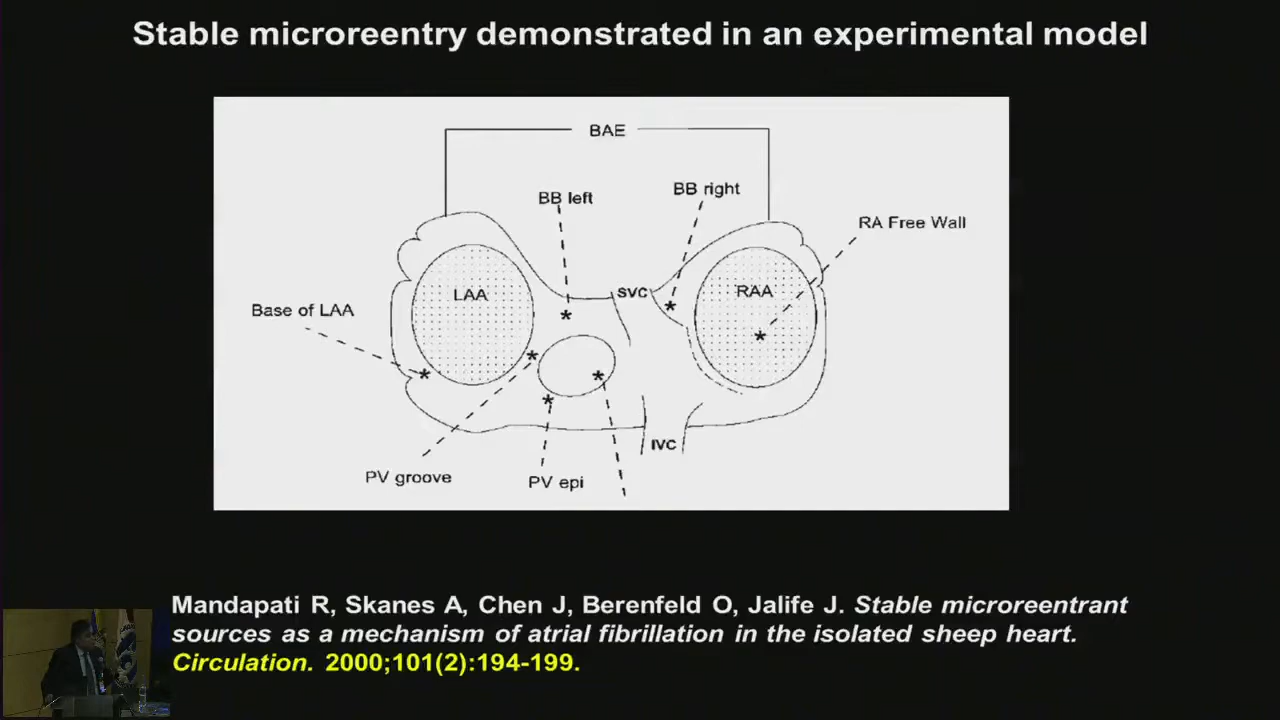 Stable microreentry demonstrated in an experimental model
BAE
BB left
BB right
RA Free Wall
LAA
SVC
RAA
Base of LAA
IVC
PV groove
PV epi
Mandapati R, Skanes A, Chen J, Berenfeld O, Jalife J. Stable microreentrant
sources as a mechanism of atrial fibrillation in the isolated sheep heart.
Circulation. 2000;101(2):194-199.